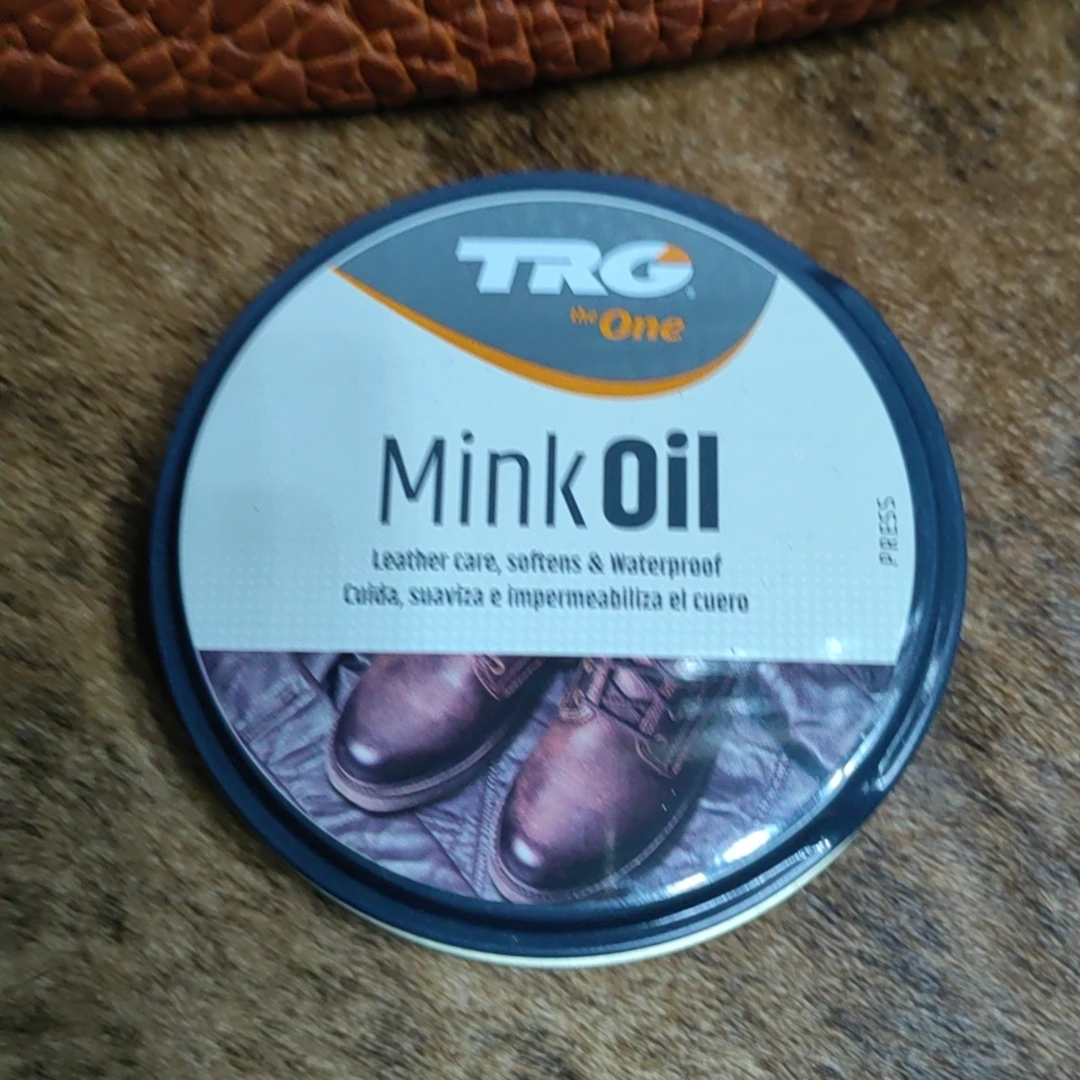 TRG
the One
Mink Oil
Leather care, softens & Waterproof
Cuida, suaviza e impermeabiliza el cuero
PRESS